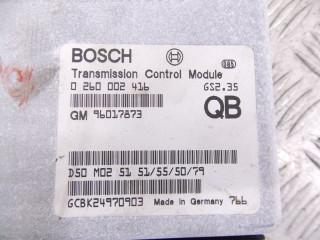 BOSCH
Transmission Control Module
0 260 002 416 GS2.35
GM 96017873 QB
D50 M02 51 51/55/50/79
GCBK24970903 Made in Germany 766